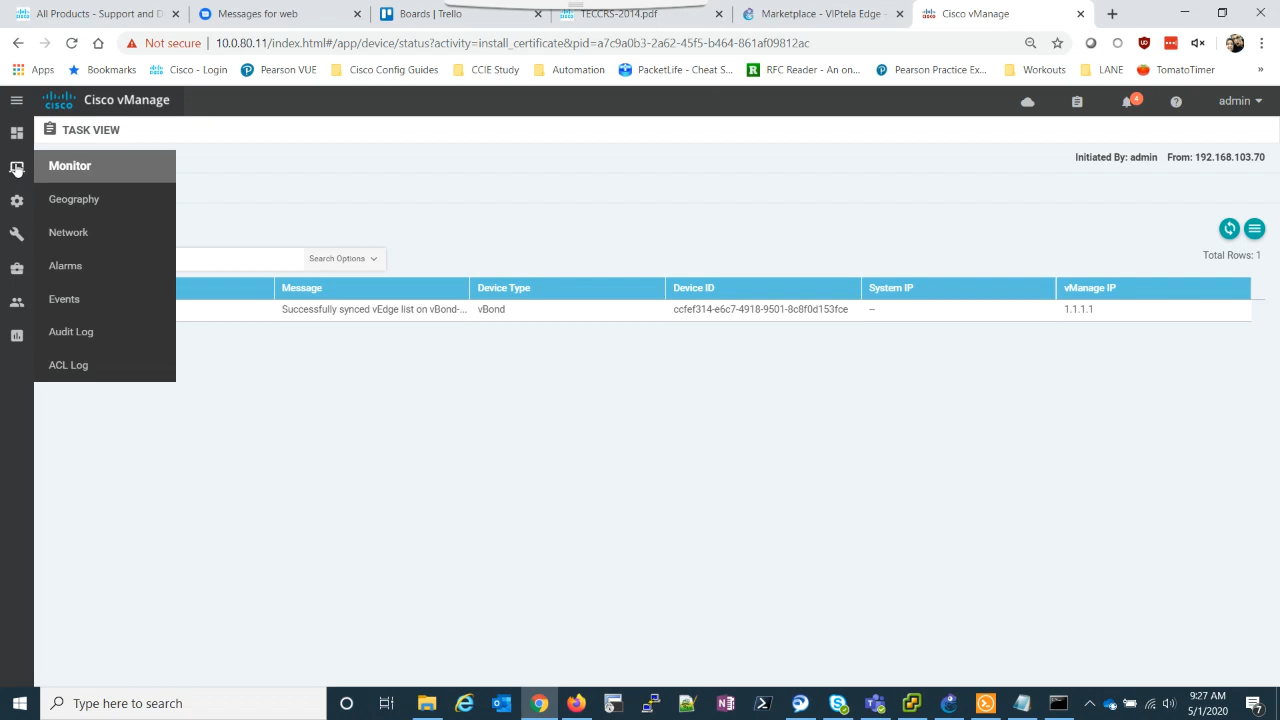 Products
Messages for web
Boards | Trello
TECCRS-2014.pdf
Marketplace - VIPtela Edge -
Cisco vManage
Not secure
10.0.80.11/index.html#/app/device/status?activity=install_certificate&pid=a7c9a0b3-2a62-45f5-b464-861af09812ac
Apps
Bookmarks
Cisco - Login
Pearson VUE
Cisco Config Guides
CCIE Study
Automation
PacketLife - Cheat S...
RFC Reader - An on...
Pearson Practice
Workouts
LANE
TomatoTimer
»
CISCO Cisco vManage
4
admin
TASK VIEW
Initiated By: admin From: 192.168.103.70
Monitor
Geography
Network
Alarms
Events
Audit Log
ACL Log
Search Options
Total Rows: 1
Message Device Type Device ID System IP vManage IP
Successfully synced vEdge list on vBond-... vBond ccfef314-e6c7-4918-9501-8c8f0d153fce -- 1.1.1.1
Type here to search
9:27 AM
5/1/2020
7